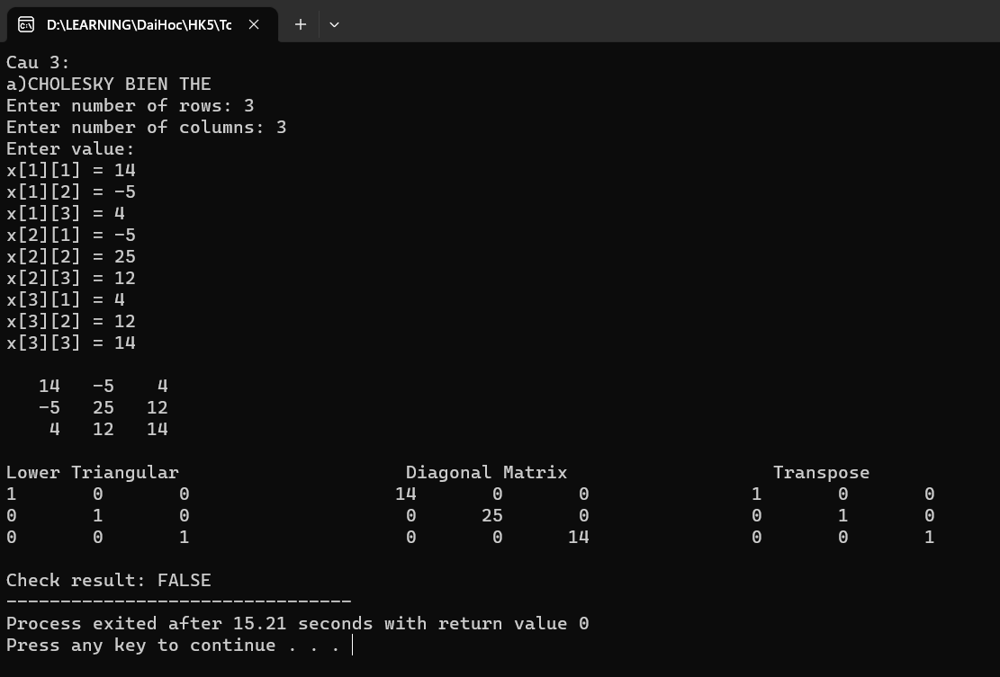 D:\LEARNING\DaiHoc\HK5\Tc
Cau 3:
a)CHOLESKY BIEN THE
Enter number of rows: 3
Enter number of columns: 3
Enter value:
x[1][1] = 14
x[1][2] = -5
x[1][3] = 4
x[2][1] = -5
x[2][2] = 25
x[2][3] = 12
x[3][1] = 4
x[3][2] = 12
x[3][3] = 14
14 -5 4
-5 25 12
4 12 14
Lower Triangular Diagonal Matrix Transpose
1 0 0 14 0 0 1 0 0
0 1 0 0 25 0 0 1 0
0 0 1 0 0 14 0 0 1
Check result: FALSE
--------------------------------
Process exited after 15.21 seconds with return value 0
Press any key to continue . . .